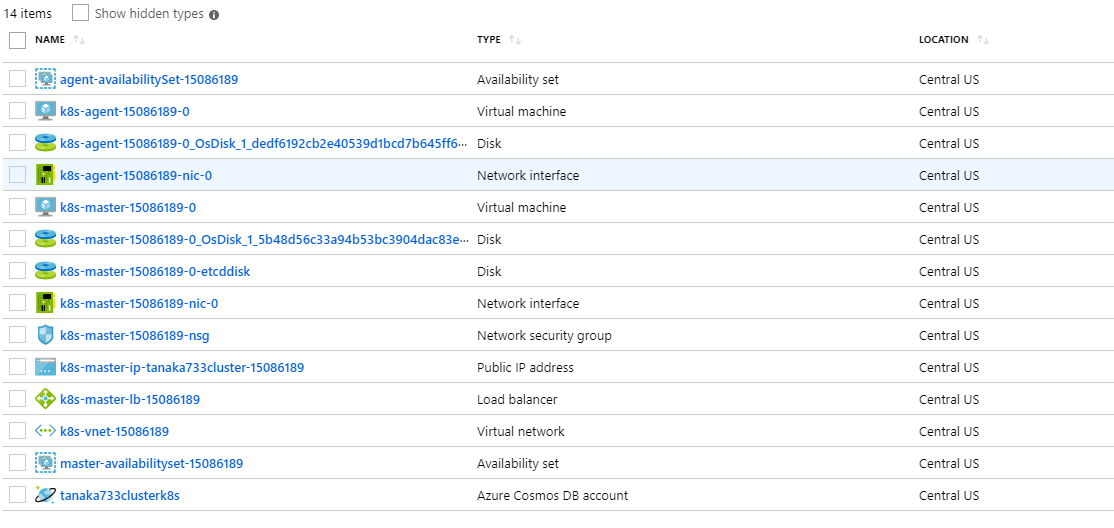 14 items Show hidden types
NAME TYPE LOCATION
agent-availabilitySet-15086189 Availability set Central US
k8s-agent-15086189-0 Virtual machine Central US
k8s-agent-15086189-0_OsDisk_1_dedf6192cb2e40539d1bcd7b645ff6··· Disk Central US
k8s-agent-15086189-nic-0 Network interface Central US
k8s-master-15086189-0 Virtual machine Central US
k8s-master-15086189-0_OsDisk_1_5b48d56c33a94b53bc3904dac83e··· Disk Central US
k8s-master-15086189-0-etcddisk Disk Central US
k8s-master-15086189-nic-0 Network interface Central US
k8s-master-15086189-nsg Network security group Central US
k8s-master-ip-tanaka733cluster-15086189 Public IP address Central US
k8s-master-lb-15086189 Load balancer Central US
k8s-vnet-15086189 Virtual network Central US
master-availabilityset-15086189 Availability set Central US
tanaka733clusterk8s Azure Cosmos DB account Central US